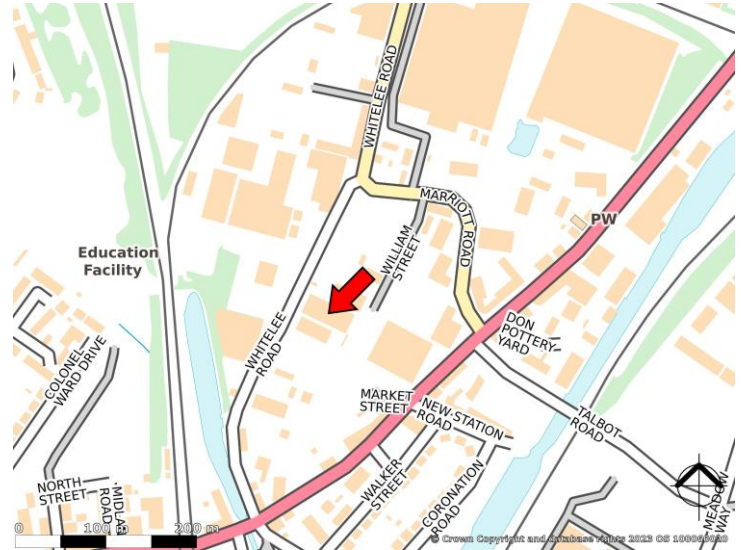 WHITELEE ROAD
MARRIOTT ROAD
WILLIAM
STREET
PW
Education
Facility
DON
POTTERY
YARD
WHITELEE
ROAD
COLONEL
WARD DRIVE
MARKET
STREET
NEW STATION
ROAD
TALBOT
ROAD
WALKER
STREET
CORONATION
ROAD
NORTH
STREET
MIDLAND
ROAD
MEADOW
WAY
0 100 m 200 m
© Crown Copyright and database rights 2023 OS